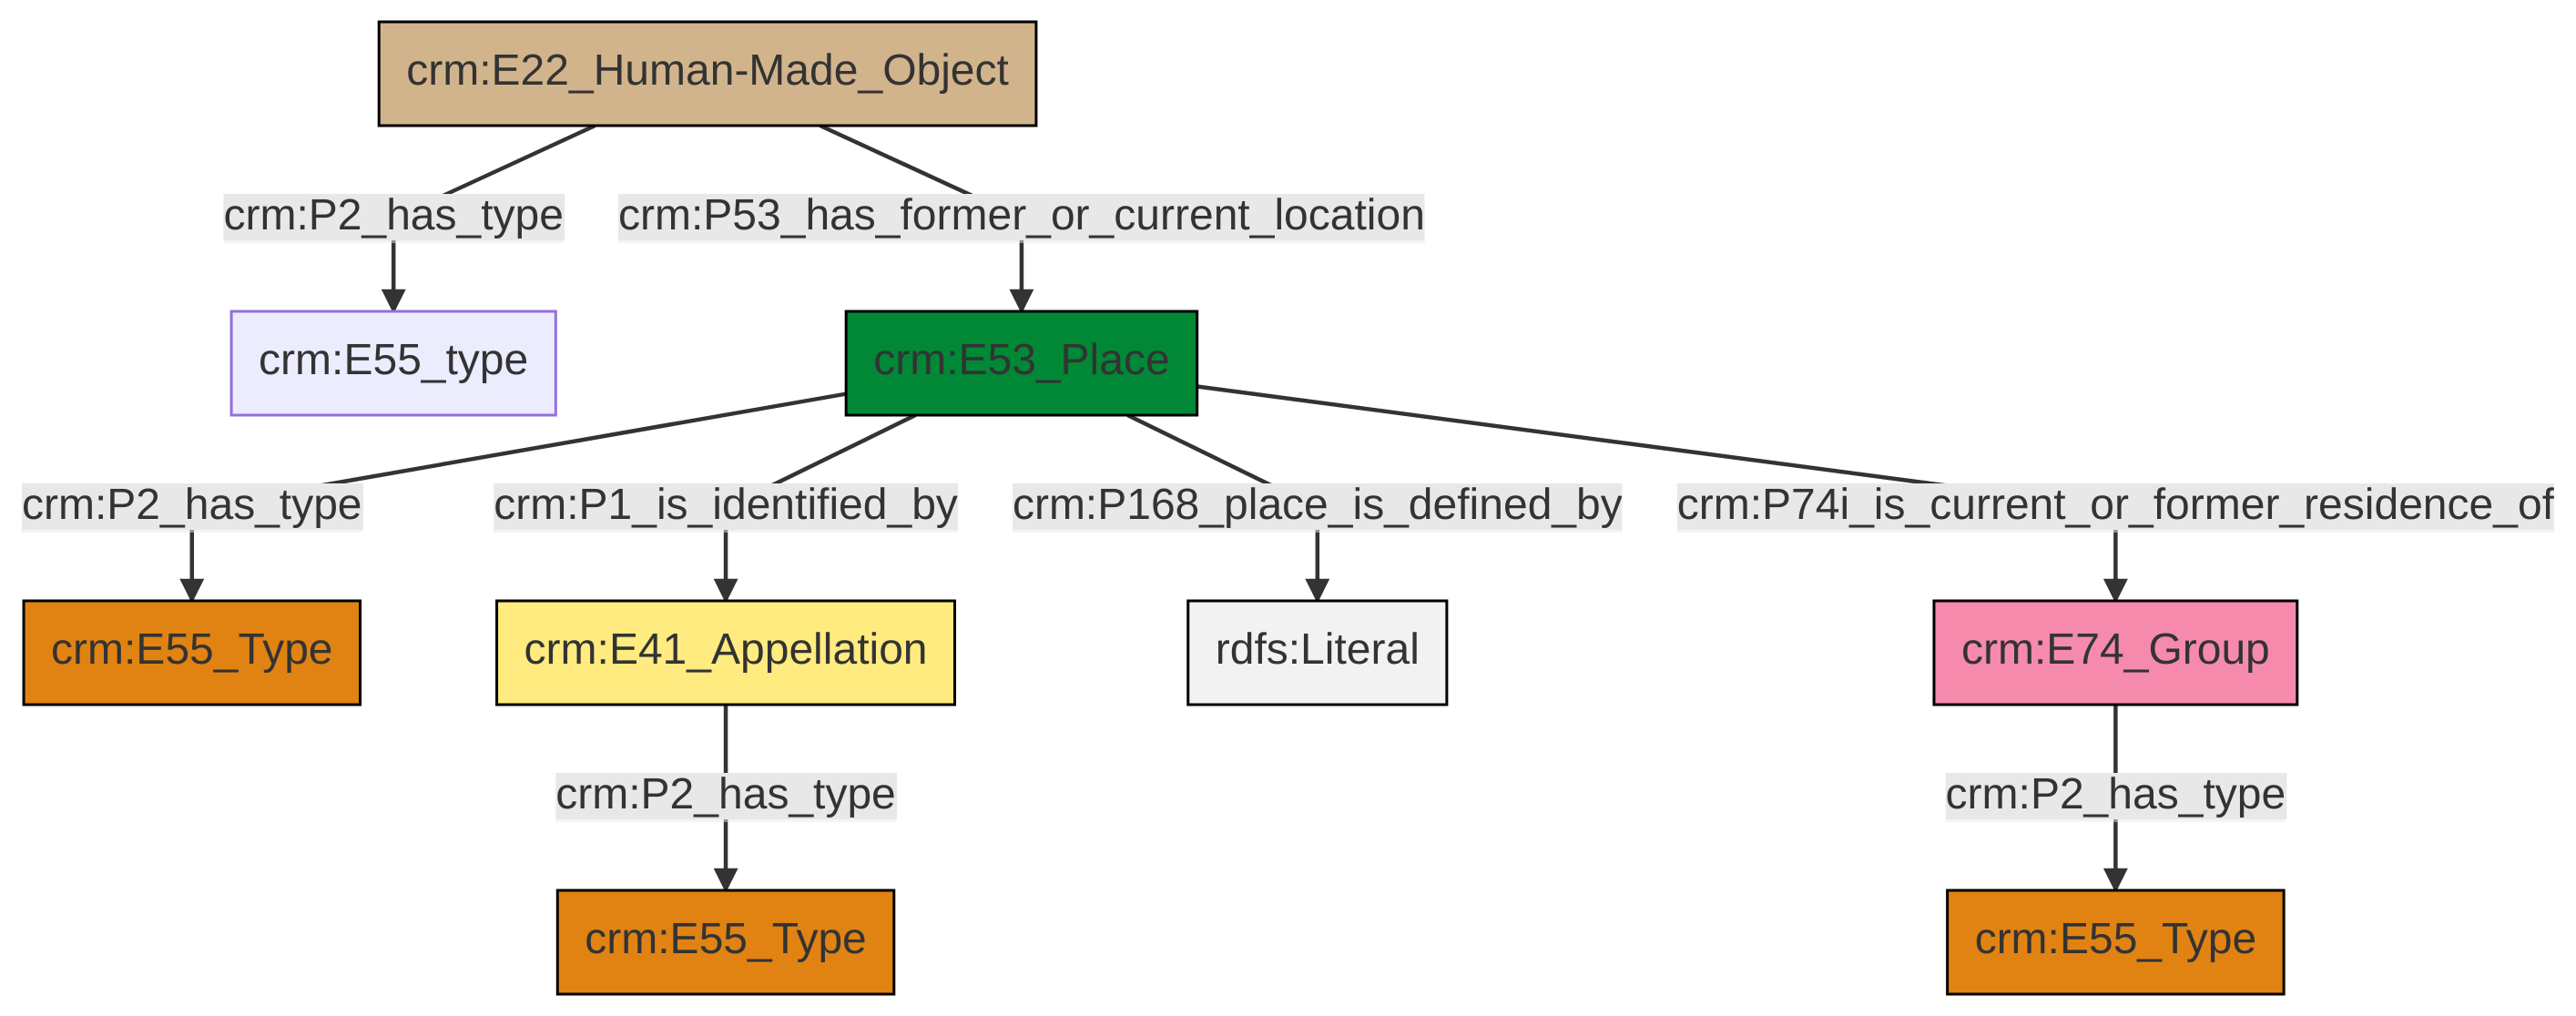 crm:E22_Human-Made_Object
crm:P2_has_type
crm:P53_has_former_or_current_location
crm:E55_type
crm:E53_Place
crm:P2_has_type
crm:P1_is_identified_by
crm:P168_place_is_defined_by
crm:P74i_is_current_or_former_residence_of
crm:E55_Type
crm:E41_Appellation
rdfs:Literal
crm:E74_Group
crm:P2_has_type
crm:P2_has_type
crm:E55_Type
crm:E55_Type